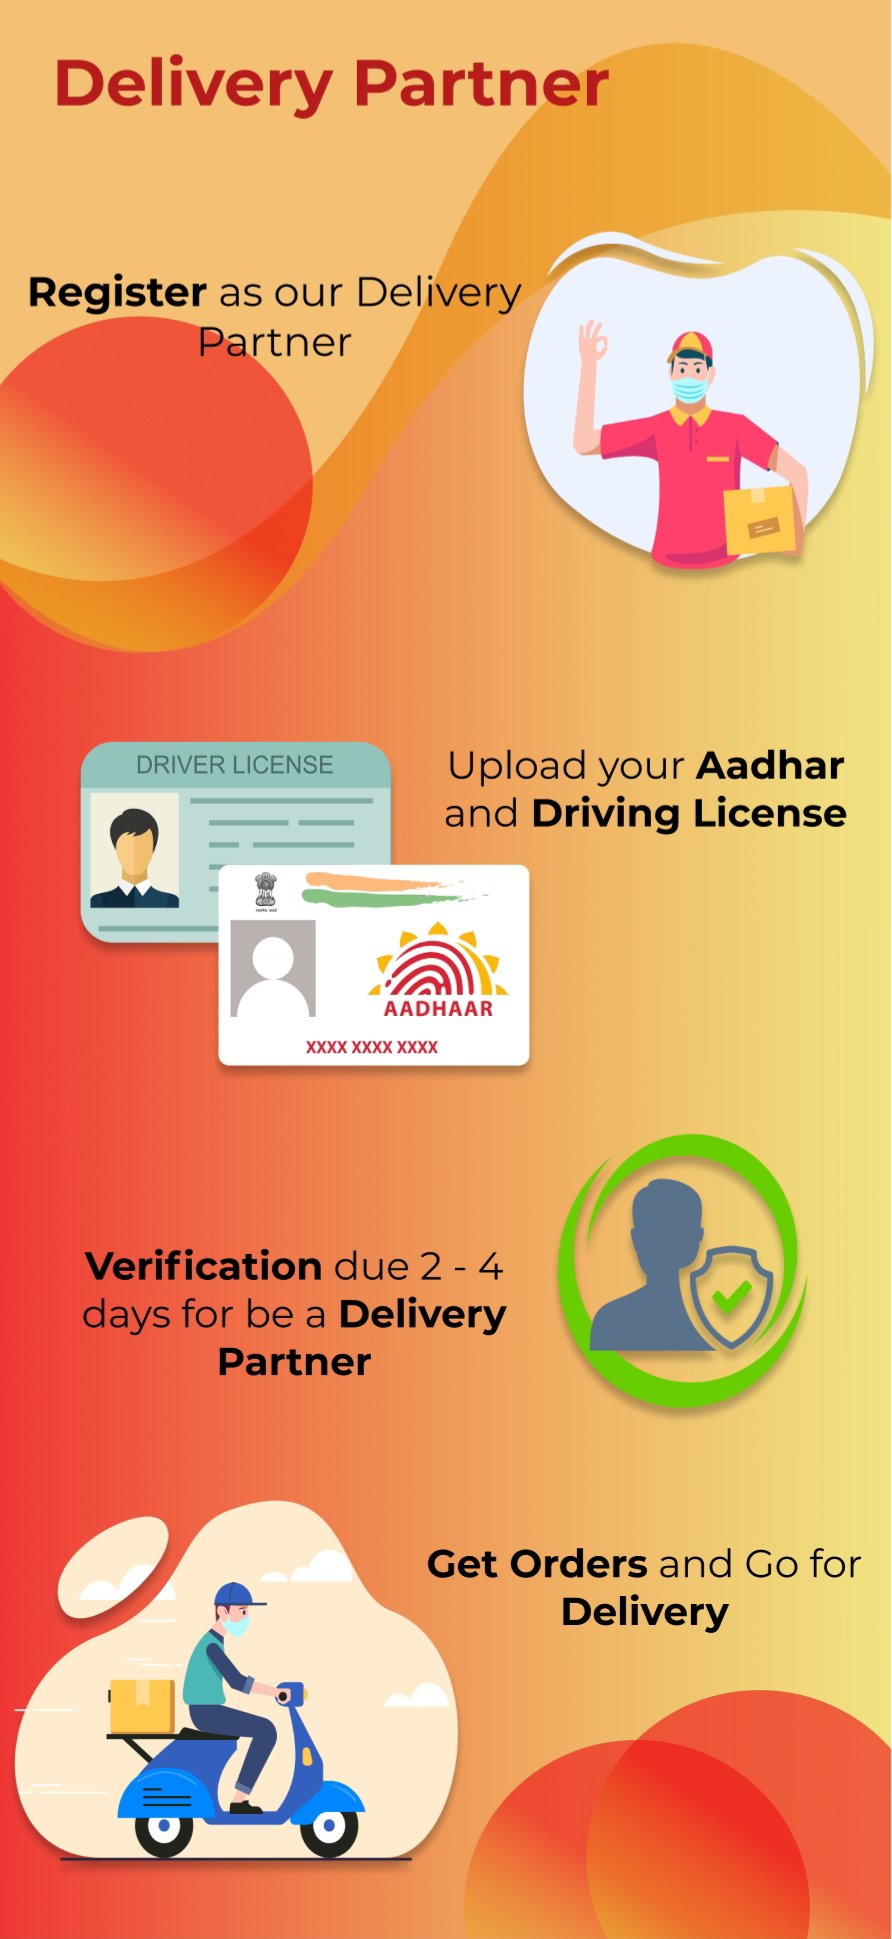 Delivery Partner
Register as our Delivery
Partner
DRIVER LICENSE
Upload your Aadhar
and Driving License
AADHAAR
XXXX XXXX XXXX
Verification due 2 - 4
days for be a Delivery
Partner
Get Orders and Go for
Delivery